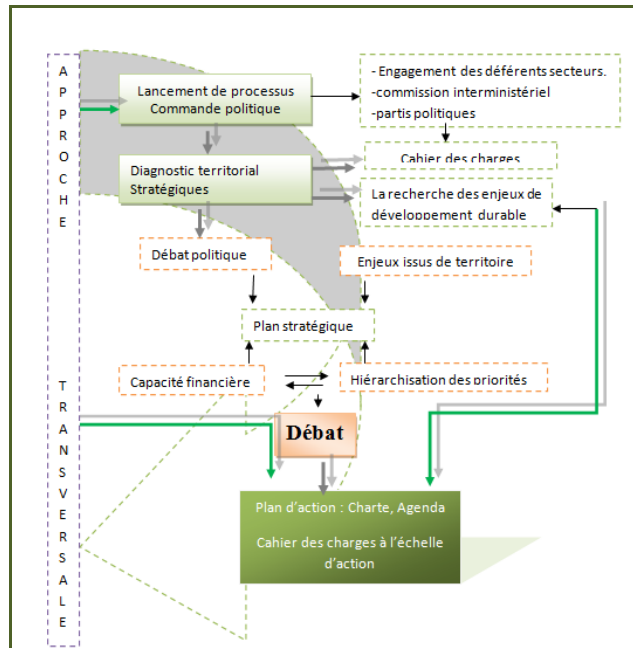 APPROCHE
TRANSVERSALE
Lancement de processus
Commande politique
- Engagement des déférents secteurs.
-commission interministériel
-partis politiques
Diagnostic territorial
Stratégiques
Cahier des charges
La recherche des enjeux de
développement durable
Débat politique
Enjeux issus de territoire
Plan stratégique
Capacité financière
Hiérarchisation des priorités
Débat
Plan d’action : Charte, Agenda
Cahier des charges à l’échelle
d’action